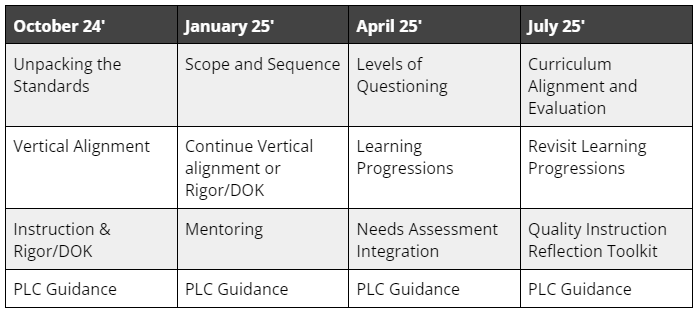 October 24' January 25' April 25' July 25'
Unpacking the Scope and Sequence Levels of Curriculum
Standards Questioning Alignment and
Evaluation
Vertical Alignment Continue Vertical Learning Revisit Learning
alignment or Progressions Progressions
Rigor/DOK
Instruction & Mentoring Needs Assessment Quality Instruction
Rigor/DOK Integration Reflection Toolkit
PLC Guidance PLC Guidance PLC Guidance PLC Guidance